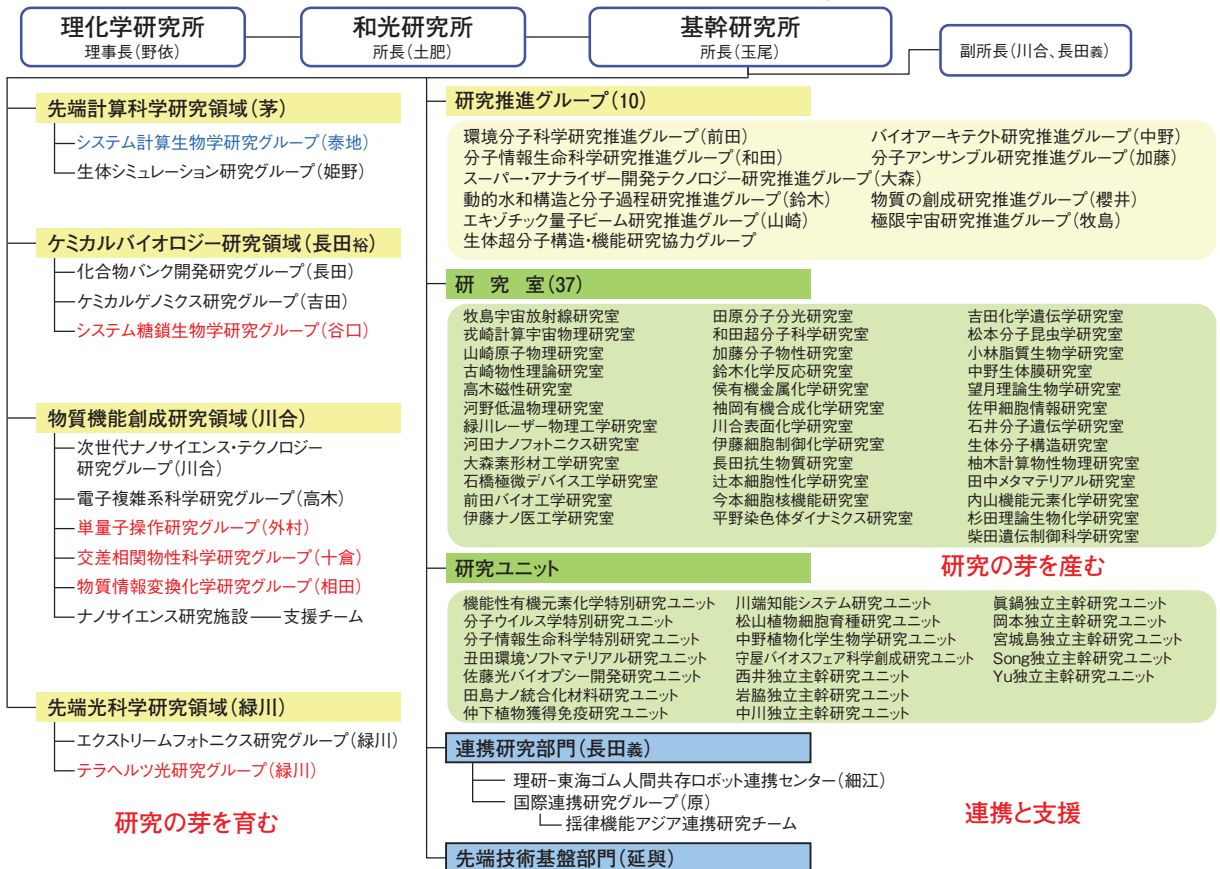 理化学研究所
理事長(野依)
和光研究所
所長(土肥)
基幹研究所
所長(玉尾)
副所長(川合、長田義)
先端計算科学研究領域(茅)
システム計算生物学研究グループ(泰地)
生体シミュレーション研究グループ(姫野)
ケミカルバイオロジー研究領域(長田裕)
化合物バンク開発研究グループ(長田)
ケミカルゲノミクス研究グループ(吉田)
システム糖鎖生物学研究グループ(谷口)
物質機能創成研究領域(川合)
次世代ナノサイエンス・テクノロジー
研究グループ(川合)
電子複雑系科学研究グループ(高木)
単量子操作研究グループ(外村)
交差相関物性科学研究グループ(十倉)
物質情報変換化学研究グループ(相田)
ナノサイエンス研究施設 支援チーム
先端光科学研究領域(緑川)
エクストリームフォトニクス研究グループ(緑川)
テラヘルツ光研究グループ(緑川)
研究の芽を育む
研究推進グループ(10)
環境分子科学研究推進グループ(前田) バイオアーキテクト研究推進グループ(中野)
分子情報生命科学研究推進グループ(和田) 分子アンサンブル研究推進グループ(加藤)
スーパー・アナライザー開発テクノロジー研究推進グループ(大森)
動的水和構造と分子過程研究推進グループ(鈴木) 物質の創成研究推進グループ(櫻井)
エキゾチック量子ビーム研究推進グループ(山崎) 極限宇宙研究推進グループ(牧島)
生体超分子構造・機能研究協力グループ
研 究 室(37)
牧島宇宙放射線研究室 田原分子分光研究室 吉田化学遺伝学研究室
戎崎計算宇宙物理研究室 和田超分子科学研究室 松本分子昆虫学研究室
山崎原子物理研究室 加藤分子物性研究室 小林脂質生物学研究室
古崎物性理論研究室 鈴木化学反応研究室 中野生体膜研究室
高木磁性研究室 侯有機金属化学研究室 望月理論生物学研究室
河野低温物理研究室 袖岡有機合成化学研究室 佐甲細胞情報研究室
緑川レーザー物理工学研究室 川合表面化学研究室 石井分子遺伝学研究室
河田ナノフォトニクス研究室 伊藤細胞制御化学研究室 生体分子構造研究室
大森素形材工学研究室 長田抗生物質研究室 柚木計算物性物理研究室
石橋極微デバイス工学研究室 辻本細胞生化学研究室 田中メタマテリアル研究室
前田バイオ工学研究室 今本細胞核機能研究室 内山機能元素化学研究室
伊藤ナノ医工学研究室 平野染色体ダイナミクス研究室 杉田理論生物化学研究室
柴田遺伝制御科学研究室
研究ユニット
研究の芽を産む
機能性有機元素化学特別研究ユニット 川端知能システム研究ユニット 眞鍋独立主幹研究ユニット
分子ウイルス学特別研究ユニット 松山植物細胞育種研究ユニット 岡本独立主幹研究ユニット
分子情報生命科学特別研究ユニット 中野植物化学生物学研究ユニット 宮城島独立主幹研究ユニット
丑田環境ソフトマテリアル研究ユニット 守屋バイオスフェア科学創成研究ユニット Song独立主幹研究ユニット
佐藤光バイオプシー開発研究ユニット 西井独立主幹研究ユニット Yu独立主幹研究ユニット
田島ナノ統合化材料研究ユニット 岩脇独立主幹研究ユニット
仲下植物獲得免疫研究ユニット 中川独立主幹研究ユニット
連携研究部門(長田義)
理研−東海ゴム人間共存ロボット連携センター(細江)
国際連携研究グループ(原)
揺律機能アジア連携研究チーム
連携と支援
先端技術基盤部門(延與)